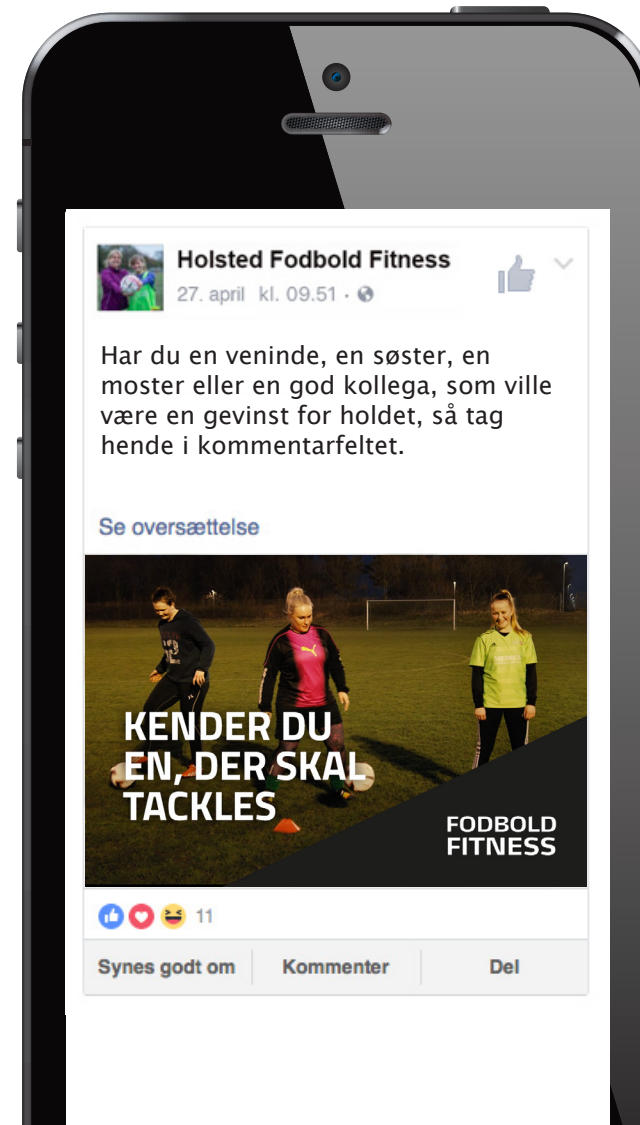 Holsted Fodbold Fitness
27. april kl. 09.51 ·
Har du en veninde, en søster, en
moster eller en god kollega, som ville
være en gevinst for holdet, så tag
hende i kommentarfeltet.
Se oversættelse
KENDER DU
EN, DER SKAL
TACKLES
FODBOLD
FITNESS
11
Synes godt om Kommenter Del